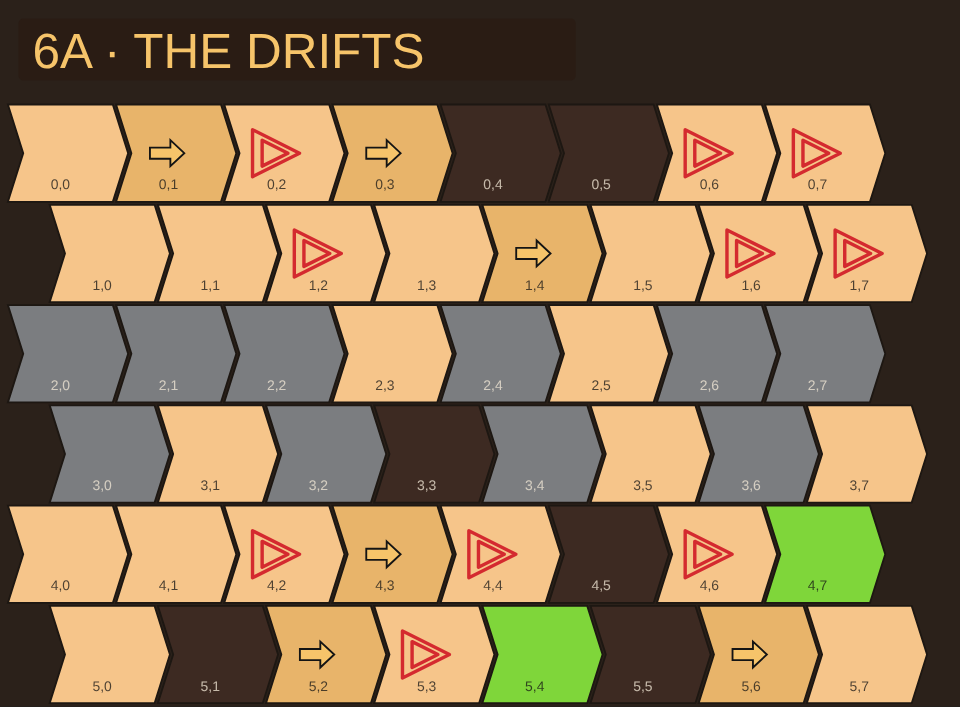 6A · THE DRIFTS
0,0 0,1 0,2 0,3 0,4 0,5 0,6 0,7
1,0 1,1 1,2 1,3 1,4 1,5 1,6 1,7
2,0 2,1 2,2 2,3 2,4 2,5 2,6 2,7
3,0 3,1 3,2 3,3 3,4 3,5 3,6 3,7
4,0 4,1 4,2 4,3 4,4 4,5 4,6 4,7
5,0 5,1 5,2 5,3 5,4 5,5 5,6 5,7